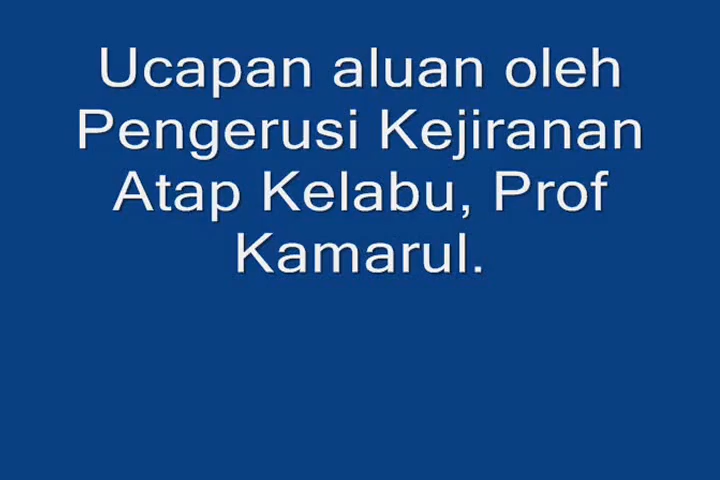 Ucapan aluan oleh
Pengerusi Kejiranan
Atap Kelabu, Prof
Kamarul.